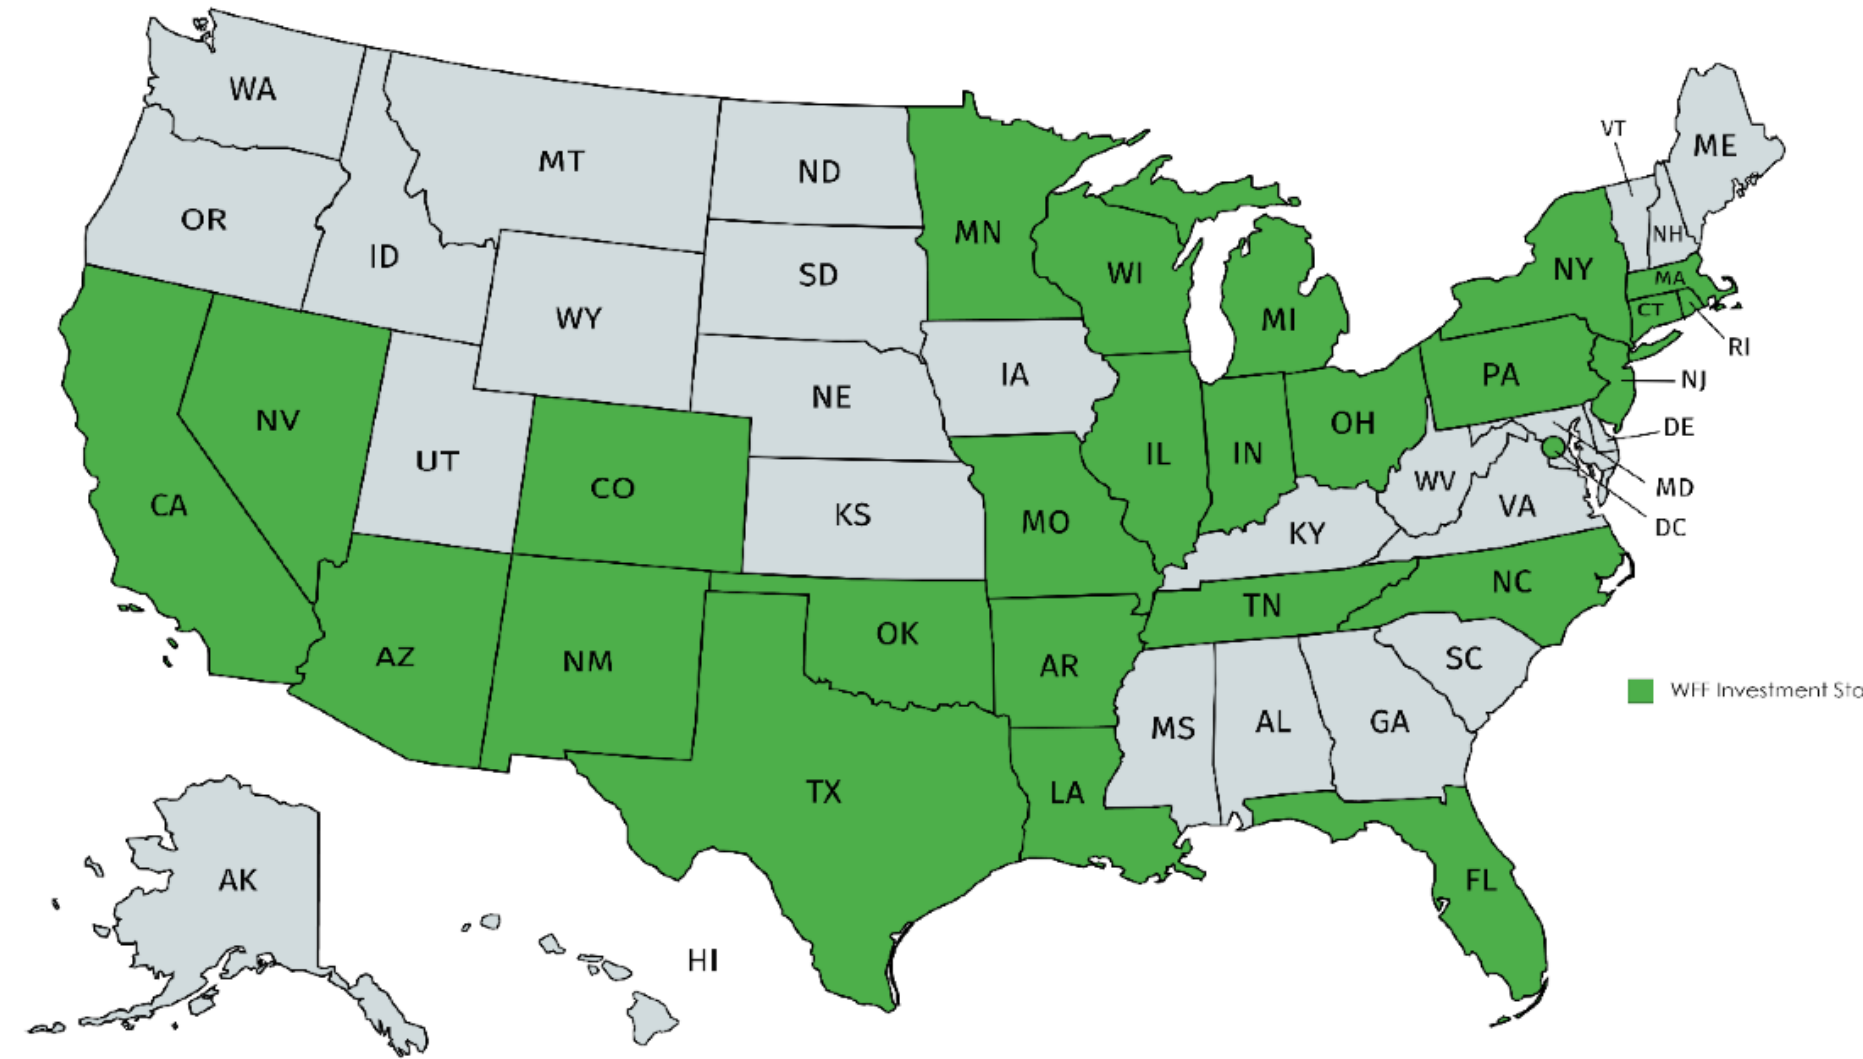 WA
MT
ND
MN
VT
ME
OR
ID
SD
WI
NY
NH
MA
CT
RI
WY
MI
IA
PA
NJ
NE
NV
UT
CO
IL
IN
OH
DE
WV
MD
DC
CA
KS
MO
KY
VA
TN
NC
AZ
NM
OK
AR
SC
MS
AL
GA
WFF Investment
TX
LA
FL
AK
HI